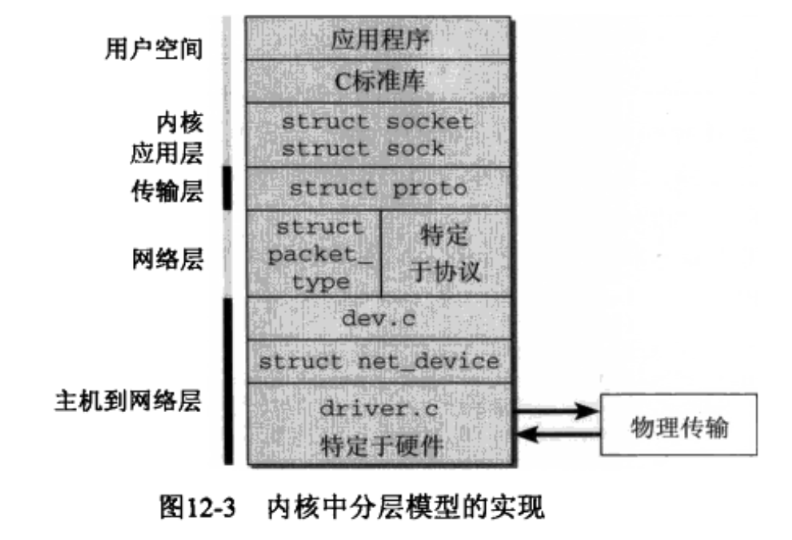 用户空间
应用程序
C标准库
内核
应用层
struct socket
struct sock
传输层
struct proto
网络层
struct
packet_
type
特定
于协议
主机到网络层
dev.c
struct net_device
driver.c
特定于硬件
物理传输
图12-3 内核中分层模型的实现